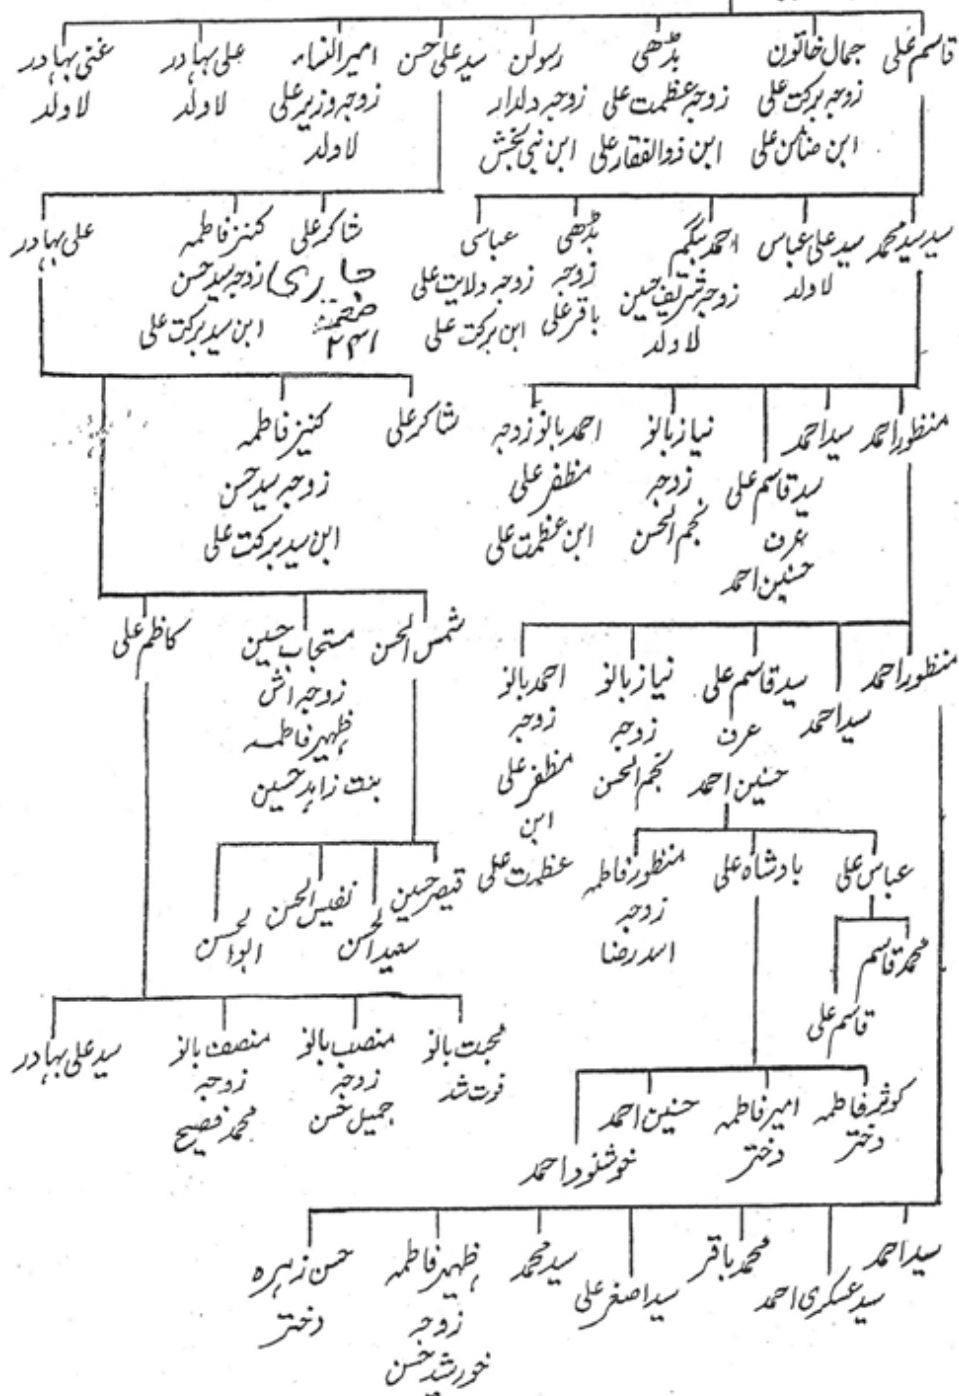 قاسم علی
جمال خاتون
زوجہ برکت علی
ابن ضامن علی
بڈھی
زوجہ عظمت علی
ابن ذوالفقار علی
رسولن
زوجہ دلدار
ابن نبی بخش
سید علی حسن
امیر النساء
زوجہ وزیر علی
لاولد
علی بہادر
لاولد
غنی بہادر
لاولد
سید سید محمد
سید علی عباس
لاولد
احمد بیگم
زوجہ شریف حسین
لاولد
بڈھی
زوجہ
باقر علی
عباسی
زوجہ ولایت علی
ابن برکت علی
شاکر علی
جاری
صفحہ
۲۴۱
کنیز فاطمہ
زوجہ سید حسن
ابن سید برکت علی
علی بہادر
منظور احمد
سید احمد
سید قاسم علی
عرف
حسنین احمد
نیاز بانو
زوجہ
نجم الحسن
احمد بانو زوجہ
مظفر علی
ابن عظمت علی
شاکر علی
کنیز فاطمہ
زوجہ سید حسن
ابن سید برکت علی
منظور احمد
سید احمد
سید قاسم علی
عرف
حسنین احمد
نیاز بانو
زوجہ
نجم الحسن
احمد بانو
زوجہ
مظفر علی
ابن
عظمت علی
شمس الحسن
مستجاب حسین
زوجہ اش
ظہیر فاطمہ
بنت زاہد حسین
کاظم علی
عباس علی
بادشاہ علی
منظور فاطمہ
زوجہ
اسد رضا
قیصر حسین
سعید الحسن
نفیس الحسن
ابوالحسن
محمد قاسم
قاسم علی
محبت بانو
فوت شد
منصب بانو
زوجہ
جمیل حسن
منصف بانو
زوجہ
محمد فصیح
سید علی بہادر
کوثر فاطمہ
دختر
امیر فاطمہ
دختر
حسنین احمد
خوشنود احمد
سید احمد
سید عسکری احمد
محمد باقر
سید اصغر علی
سید محمد
ظہیر فاطمہ
زوجہ
خورشید حسن
حسن زہرہ
دختر